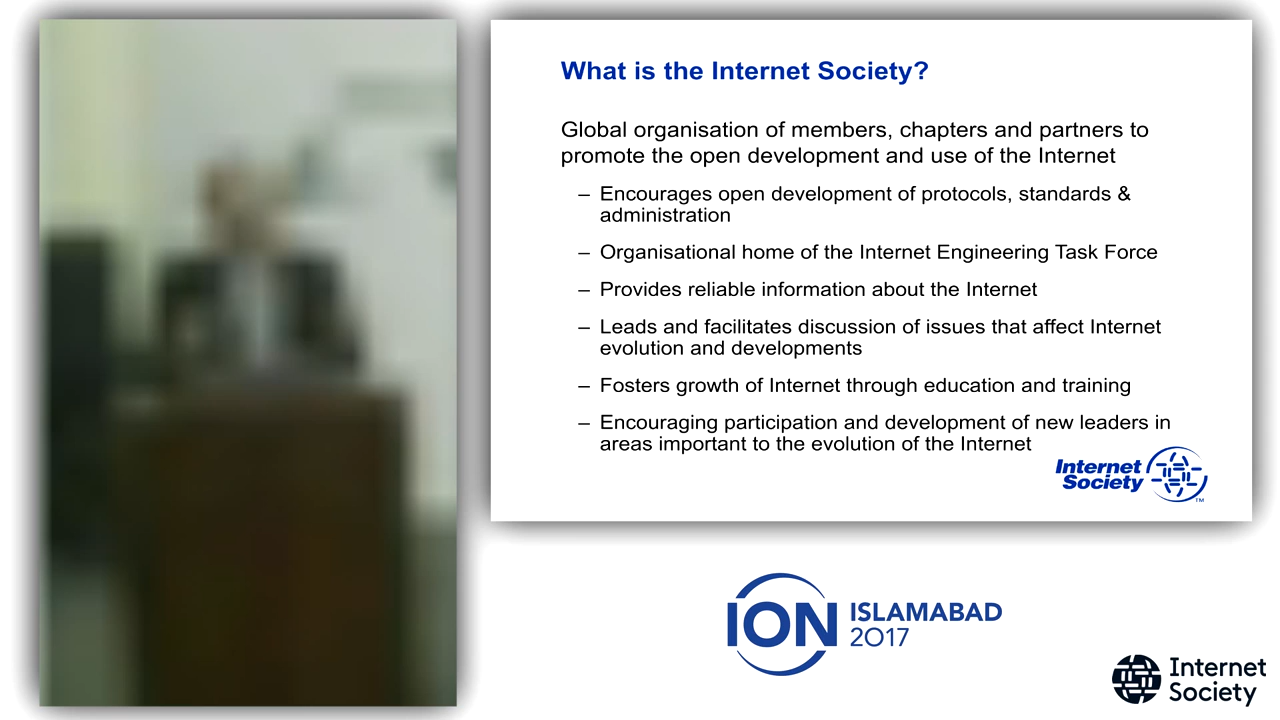 What is the Internet Society?
Global organisation of members, chapters and partners to
promote the open development and use of the Internet
– Encourages open development of protocols, standards &
administration
– Organisational home of the Internet Engineering Task Force
– Provides reliable information about the Internet
– Leads and facilitates discussion of issues that affect Internet
evolution and developments
– Fosters growth of Internet through education and training
– Encouraging participation and development of new leaders in
areas important to the evolution of the Internet
Internet
Society
TM
ION ISLAMABAD
2017
Internet
Society